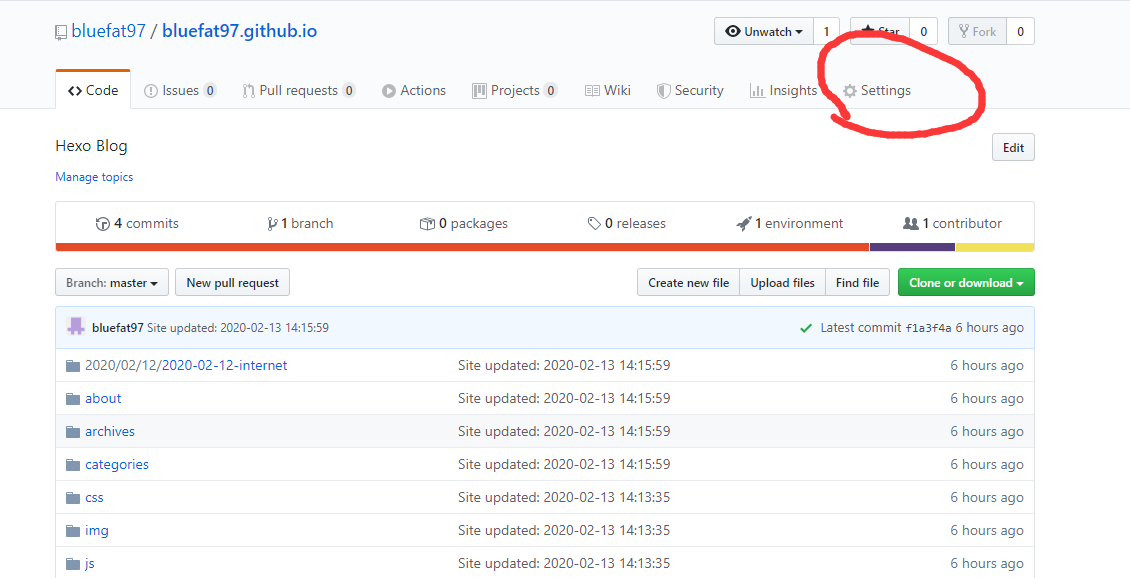 bluefat97 / bluefat97.github.io
Unwatch 1 Star 0 Fork 0
Code Issues 0 Pull requests 0 Actions Projects 0 Wiki Security Insights Settings
Hexo Blog
Edit
Manage topics
4 commits 1 branch 0 packages 0 releases 1 environment 1 contributor
Branch: master New pull request Create new file Upload files Find file Clone or download
bluefat97 Site updated: 2020-02-13 14:15:59 Latest commit f1a3f4a 6 hours ago
2020/02/12/2020-02-12-internet Site updated: 2020-02-13 14:15:59 6 hours ago
about Site updated: 2020-02-13 14:15:59 6 hours ago
archives Site updated: 2020-02-13 14:15:59 6 hours ago
categories Site updated: 2020-02-13 14:15:59 6 hours ago
css Site updated: 2020-02-13 14:13:35 6 hours ago
img Site updated: 2020-02-13 14:13:35 6 hours ago
js Site updated: 2020-02-13 14:13:35 6 hours ago